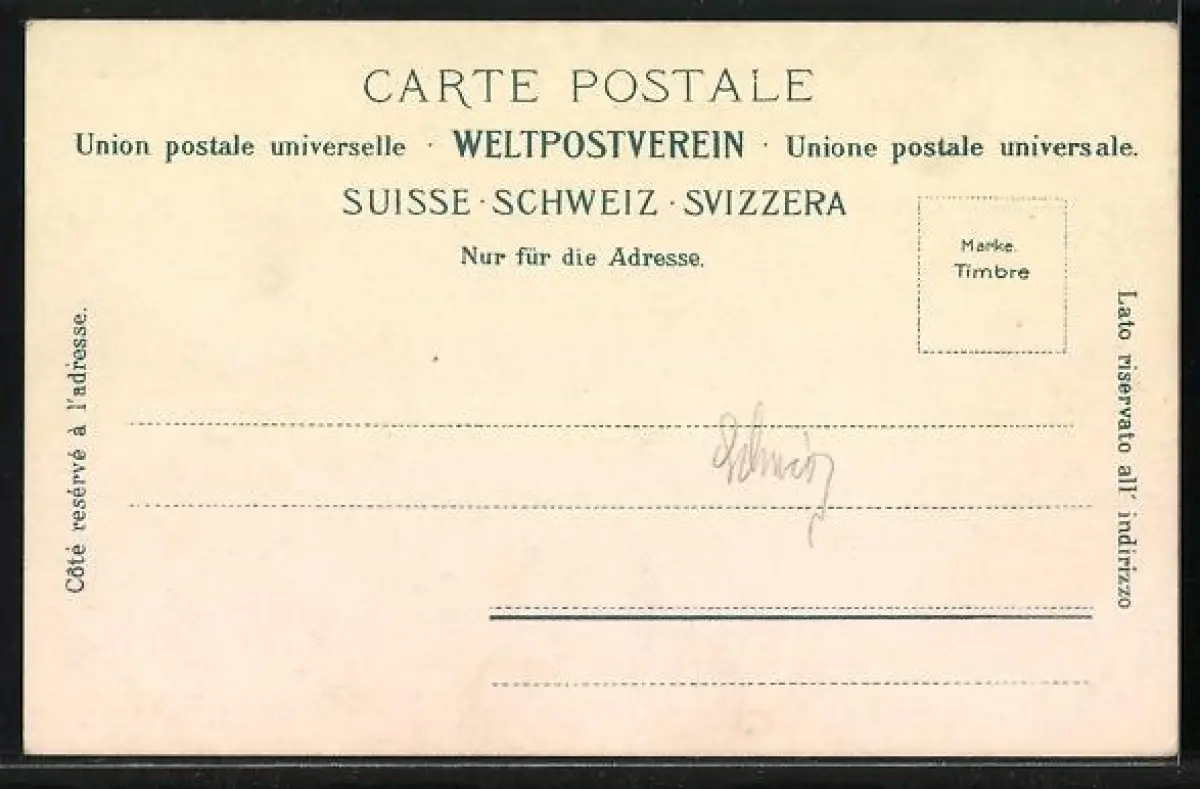 CARTE POSTALE
Union postale universelle · WELTPOSTVEREIN · Unione postale universale.
SUISSE · SCHWEIZ · SVIZZERA
Nur für die Adresse.
Marke.
Timbre
Côté resérvé à l'adresse.
Lato riservato all' indirizzo